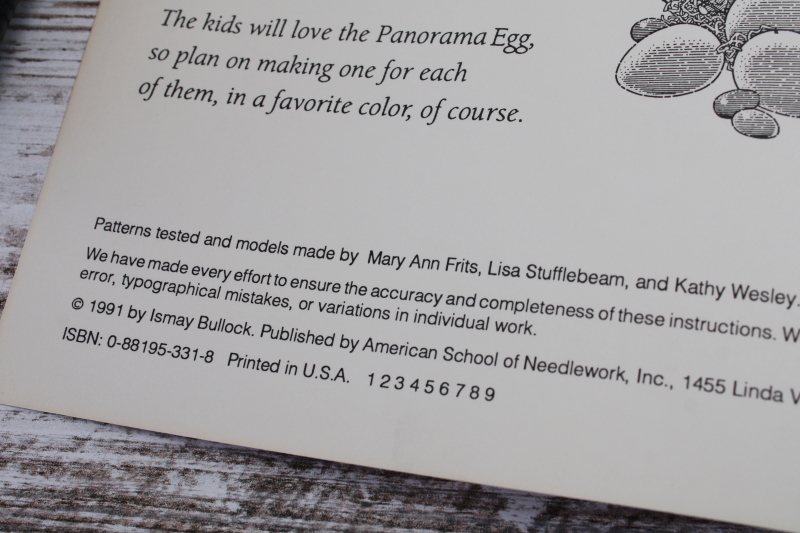 The kids will love the Panorama Egg,
so plan on making one for each
of them, in a favorite color, of course.
Patterns tested and models made by Mary Ann Frits, Lisa Stufflebeam, and Kathy Wesley.
We have made every effort to ensure the accuracy and completeness of these instructions. W
error, typographical mistakes, or variations in individual work.
© 1991 by Ismay Bullock. Published by American School of Needlework, Inc., 1455 Linda V
ISBN: 0-88195-331-8 Printed in U.S.A. 1 2 3 4 5 6 7 8 9